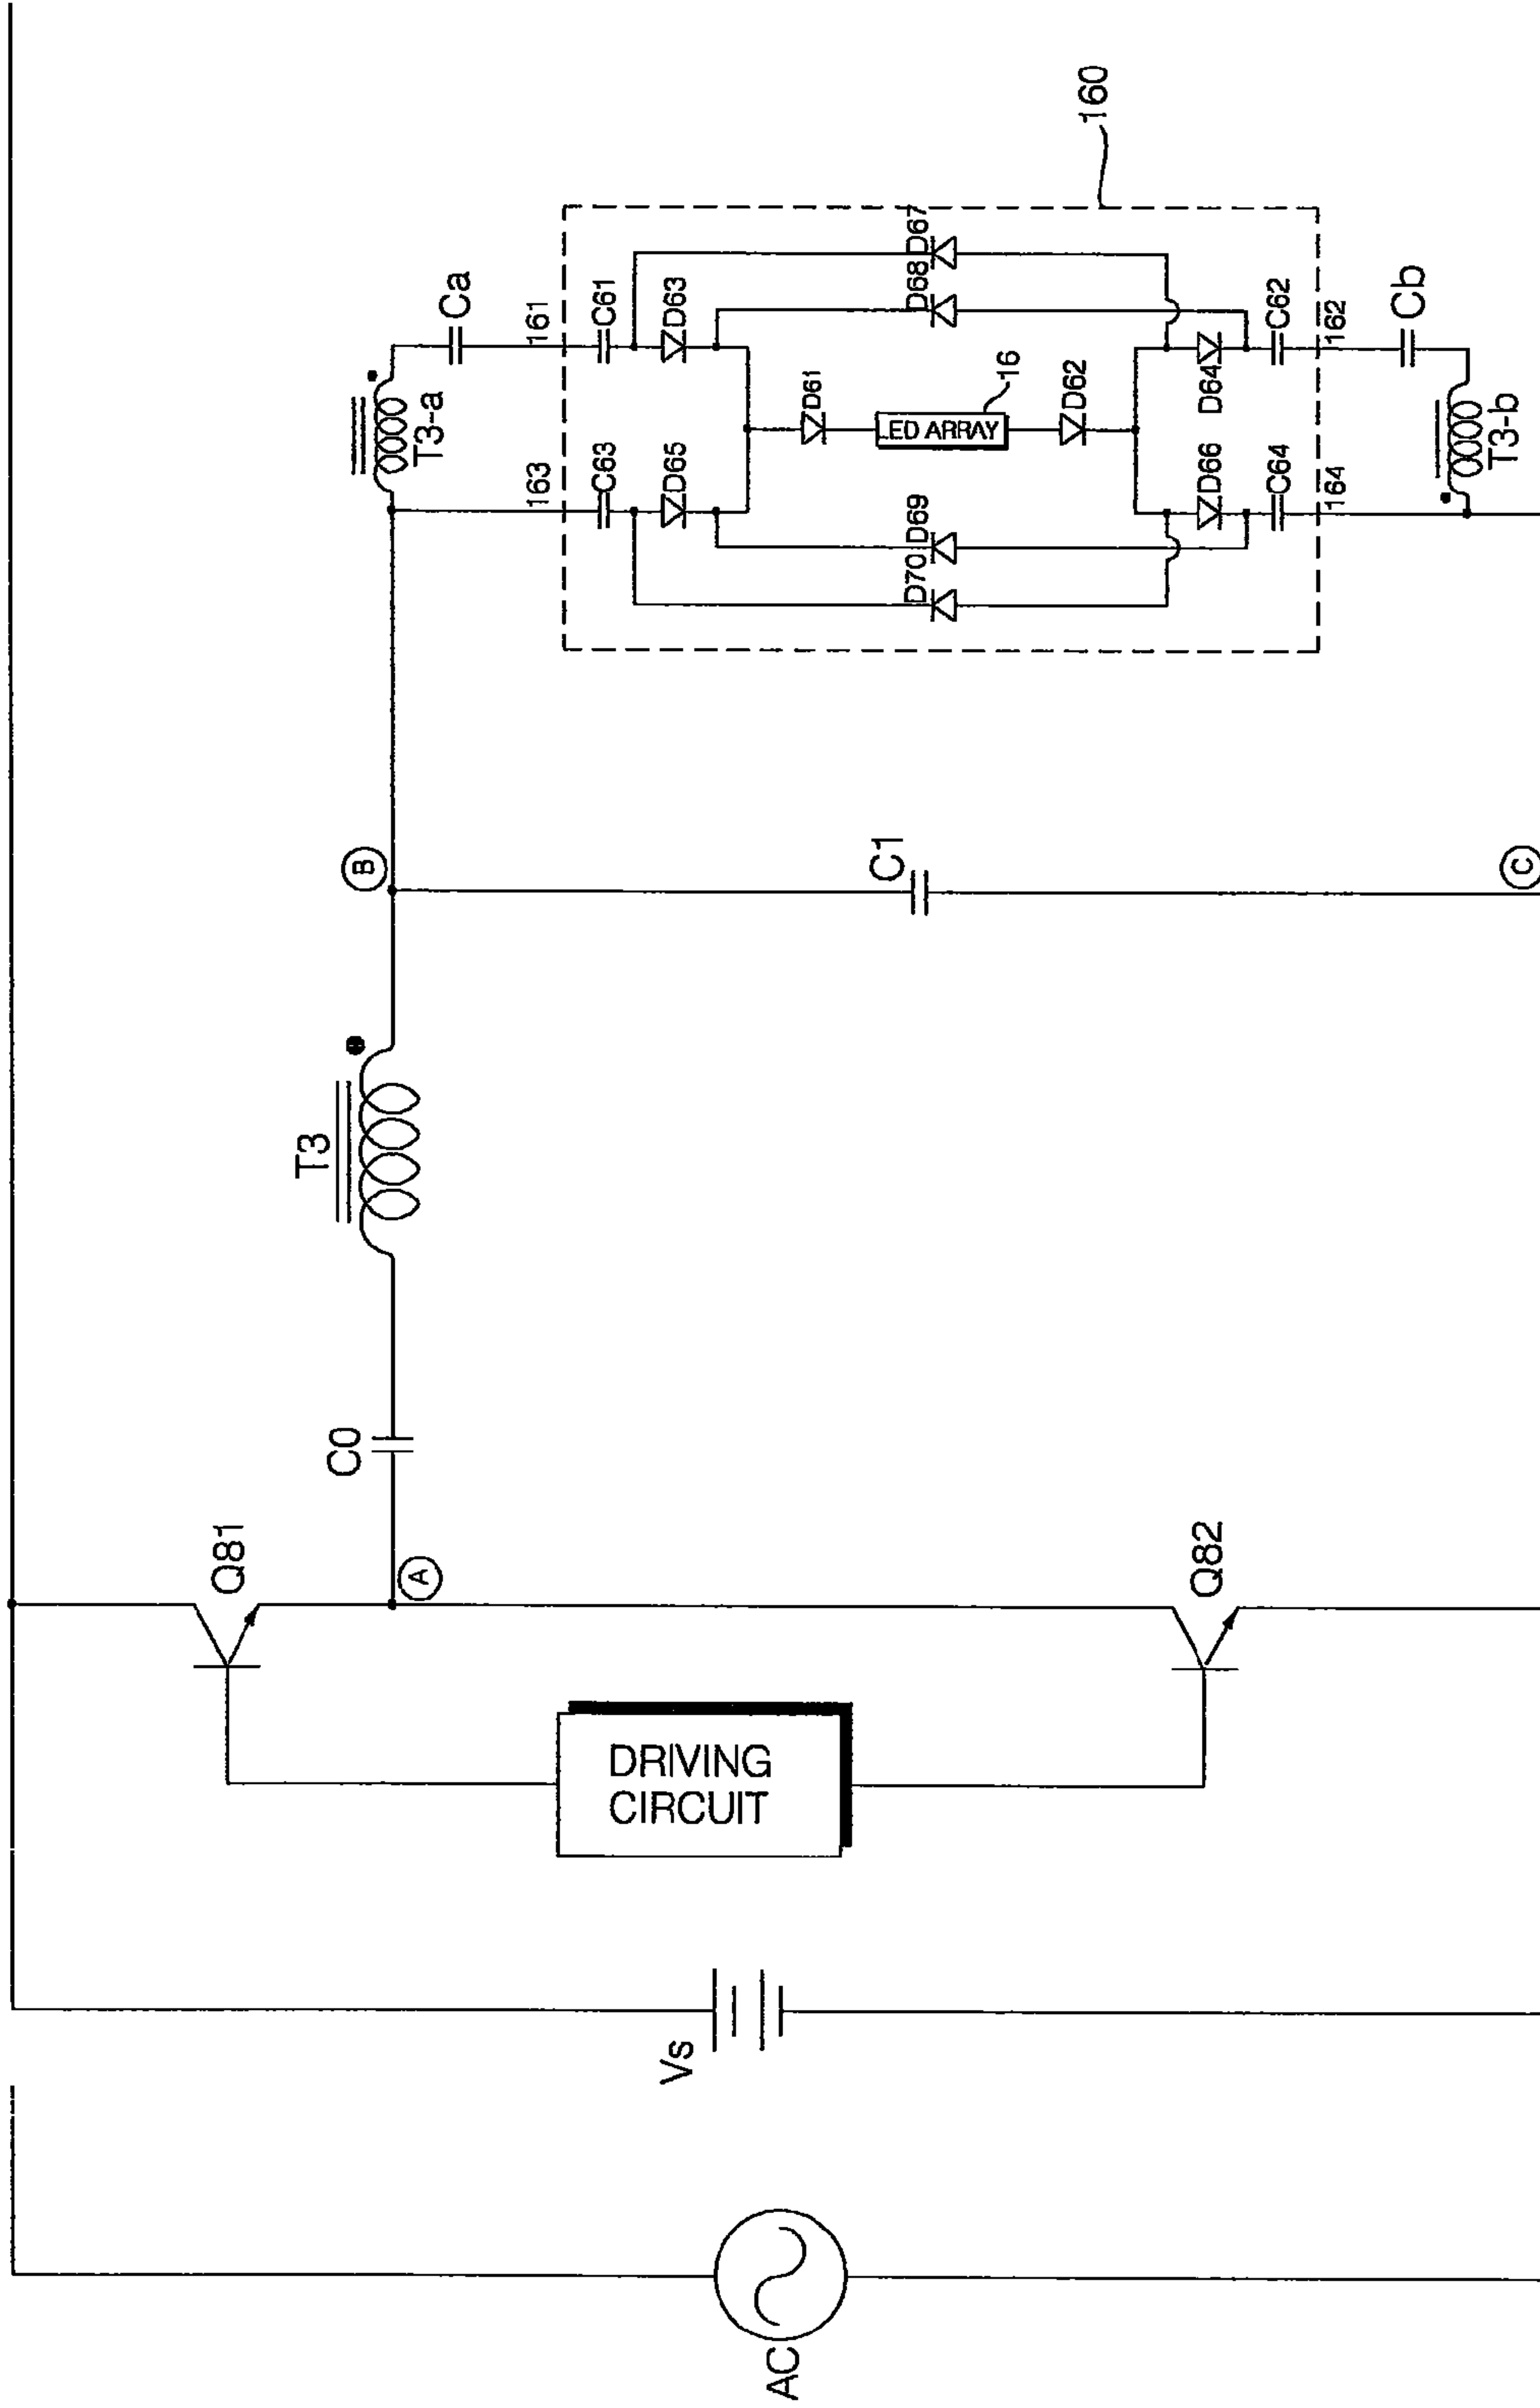 AC
Vs
DRIVING
CIRCUIT
Q81
Q82
A
C0
T3
B
C1
C
T3-a
Ca
163
161
C63
C61
D65
D63
D61
16
LED ARRAY
D62
D70
D69
D68
D67
D66
D64
C64
C62
164
162
160
Cb
T3-b